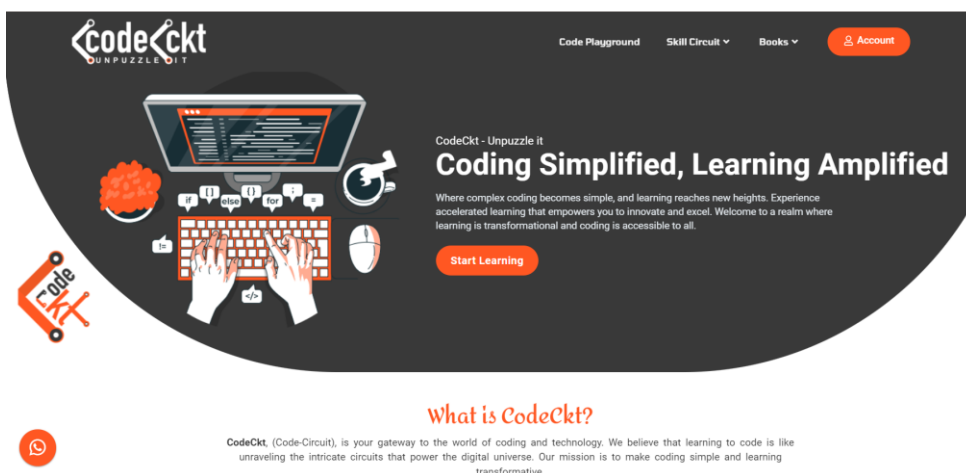 codeCkt
UNPUZZLE IT
Code Playground
Skill Circuit
Books
Account
CodeCkt - Unpuzzle it
Coding Simplified, Learning Amplified
Where complex coding becomes simple, and learning reaches new heights. Experience
accelerated learning that empowers you to innovate and excel. Welcome to a realm where
learning is transformational and coding is accessible to all.
Start Learning
if
[]
else
{}
for
;
=
!=
</>
Code
Ckt
What is CodeCkt?
CodeCkt, (Code-Circuit), is your gateway to the world of coding and technology. We believe that learning to code is like
unraveling the intricate circuits that power the digital universe. Our mission is to make coding simple and learning
transformative.